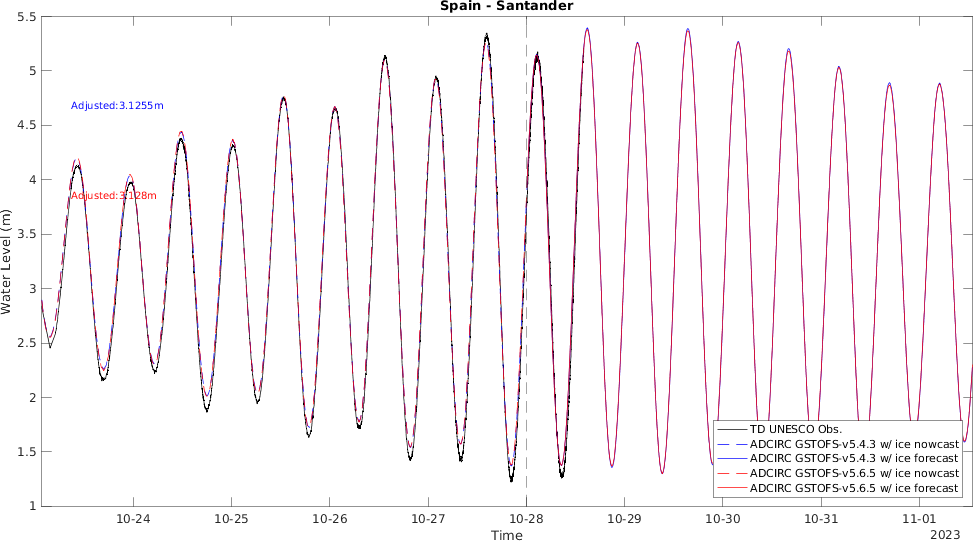 Spain - Santander
5.5
5
4.5
4
3.5
3
2.5
2
1.5
1
Water Level (m)
Adjusted:3.1255m
Adjusted:3.128m
TD UNESCO Obs.
ADCIRC GSTOFS-v5.4.3 w/ ice nowcast
ADCIRC GSTOFS-v5.4.3 w/ ice forecast
ADCIRC GSTOFS-v5.6.5 w/ ice nowcast
ADCIRC GSTOFS-v5.6.5 w/ ice forecast
10-24 10-25 10-26 10-27 10-28 10-29 10-30 10-31 11-01
Time
2023